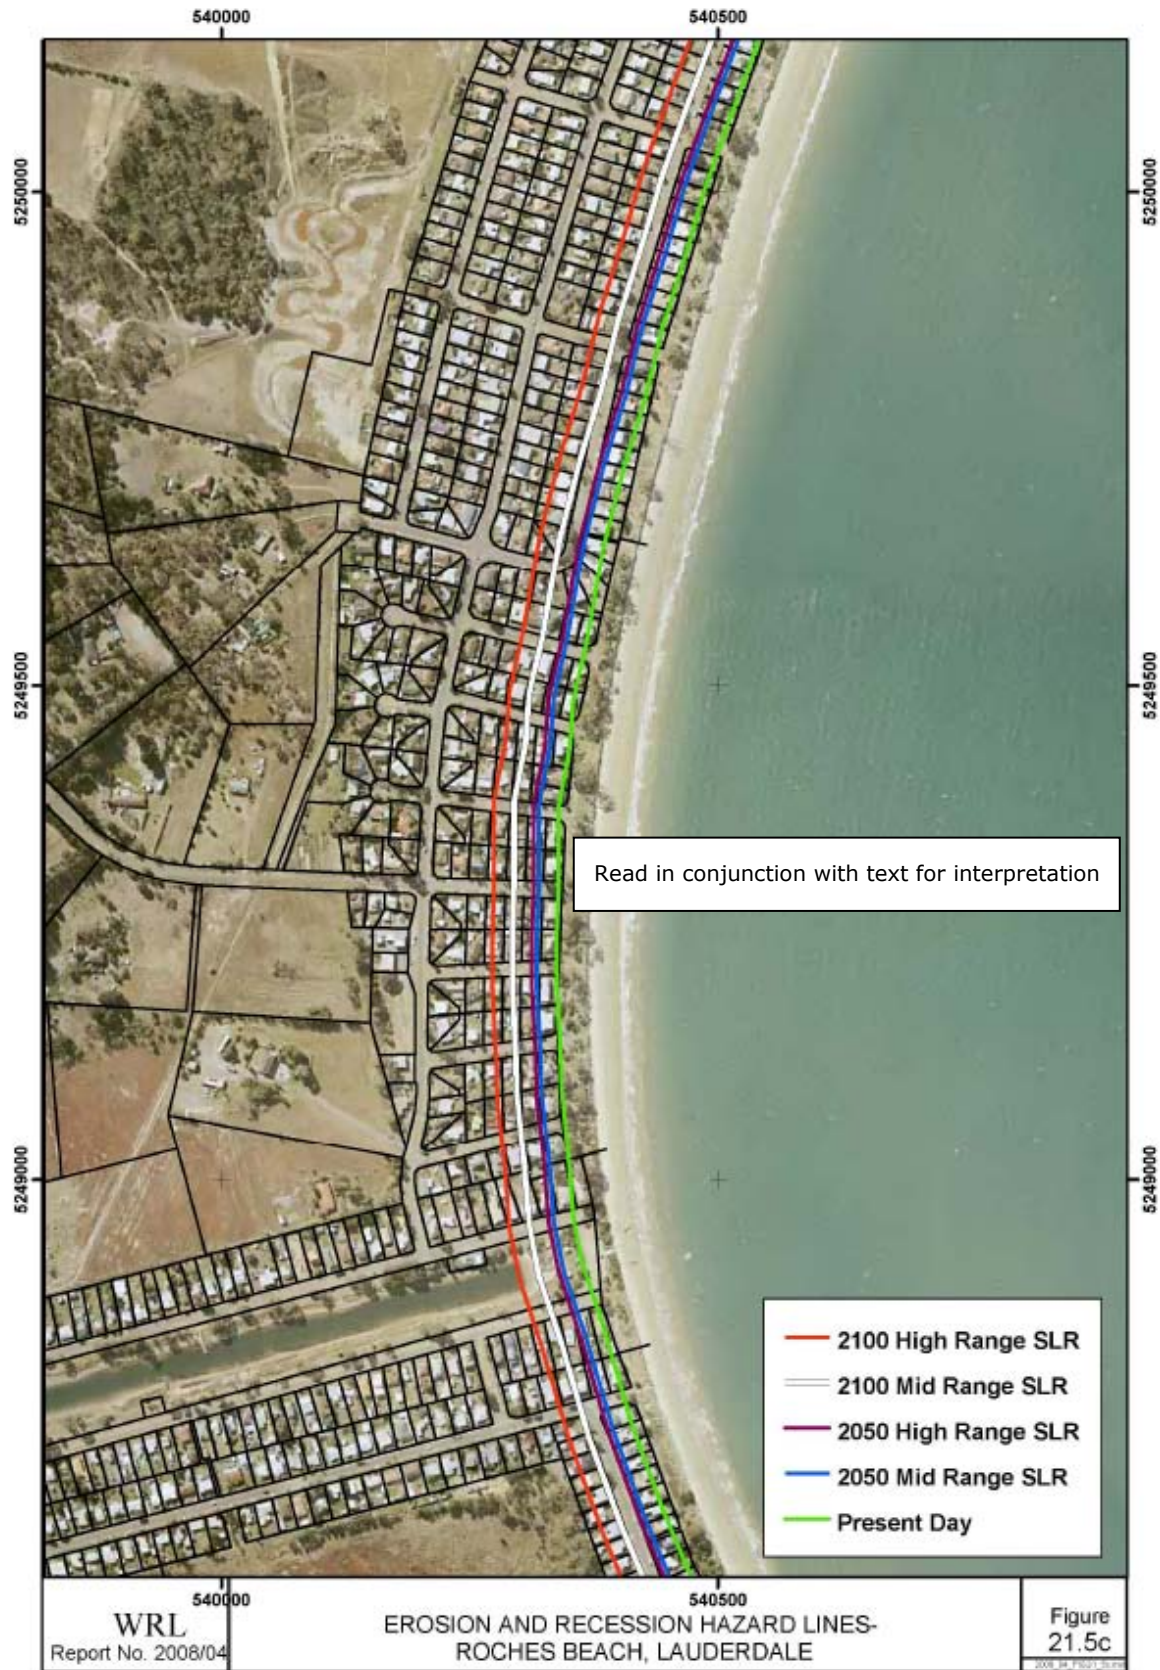 540000
540500
5250000
5250000
5249500
5249500
Read in conjunction with text for interpretation
5249000
5249000
2100 High Range SLR
2100 Mid Range SLR
2050 High Range SLR
2050 Mid Range SLR
Present Day
540000
540500
WRL
Report No. 2008/04
EROSION AND RECESSION HAZARD LINES-
ROCHES BEACH, LAUDERDALE
Figure
21.5c